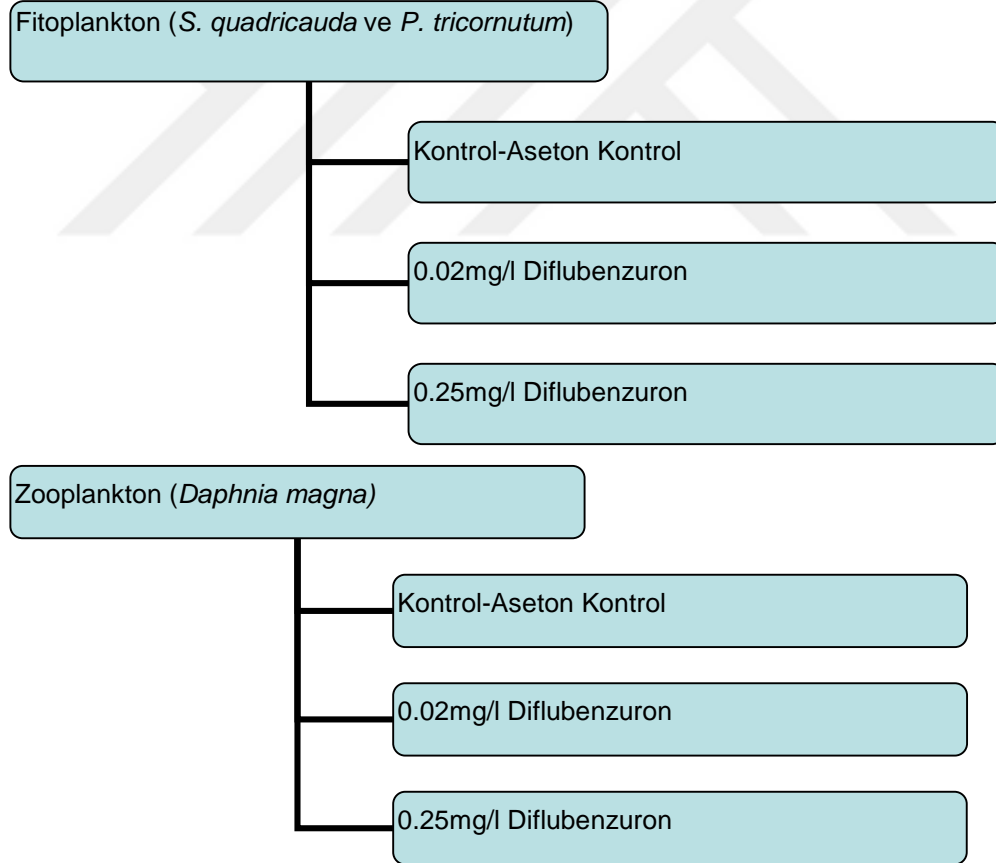 Fitoplankton (S. quadricauda ve P. tricornutum)
Kontrol-Aseton Kontrol
0.02mg/l Diflubenzuron
0.25mg/l Diflubenzuron
Zooplankton (Daphnia magna)
Kontrol-Aseton Kontrol
0.02mg/l Diflubenzuron
0.25mg/l Diflubenzuron